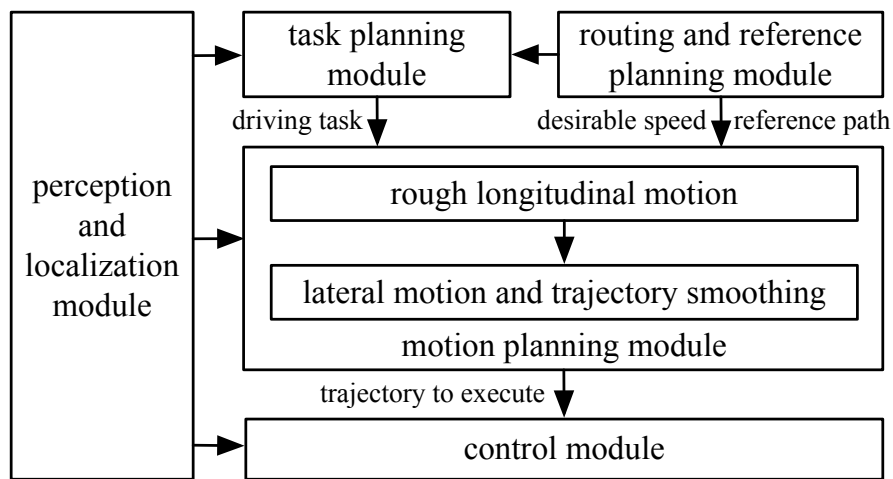 task planning
module
routing and reference
planning module
driving task
desirable speed
reference path
perception
and
localization
module
rough longitudinal motion
lateral motion and trajectory smoothing
motion planning module
trajectory to execute
control module